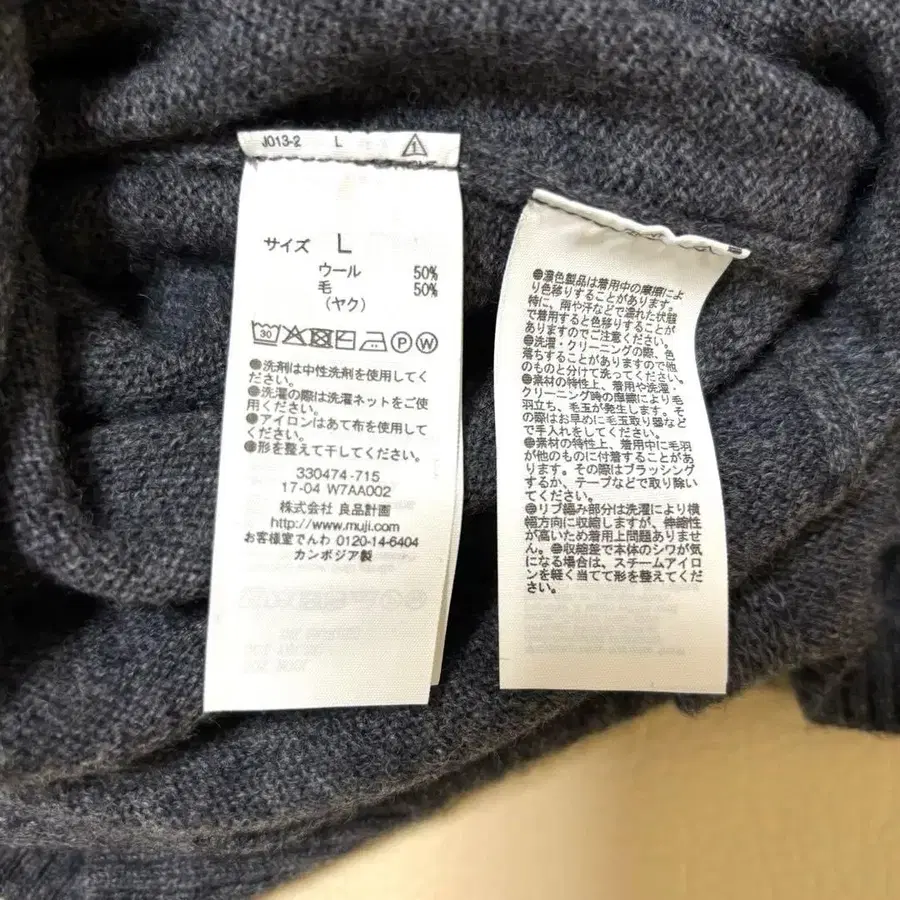 J013-2 L
サイズ L
ウール 50%
毛 50%
（ヤク）
30
P W
●洗剤は中性洗剤を使用してく
ださい。
●洗濯の際は洗濯ネットをご使
用ください。
●アイロンはあて布を使用して
ください。
●形を整えて干してください。
330474-715
17-04 W7AA002
株式会社 良品計画
http://www.muji.com
お客様室でんわ 0120-14-6404
カンボジア製
●濃色製品は着用中の摩擦によ
り色移りすることがあります。
特に、雨や汗などで濡れた状態
で着用すると色移りすることが
ありますのでご注意ください。
●洗濯・クリーニングの際、色
落ちすることがありますので他
のものと分けて洗ってください。
●素材の特性上、着用や洗濯・
クリーニング時の摩擦により毛
羽立ち、毛玉が発生します。そ
の際はお早めに毛玉取り器など
で手入れをしてください。
●素材の特性上、着用中に毛羽
が他のものに付着することがあ
ります。その際はブラッシング
するか、テープなどで取り除い
てください。
●リブ編み部分は洗濯により横
幅方向に収縮しますが、伸縮性
が高いため着用上問題ありませ
ん。●収縮差で本体のシワが気
になる場合は、スチームアイロ
ンを軽く当てて形を整えてくだ
さい。